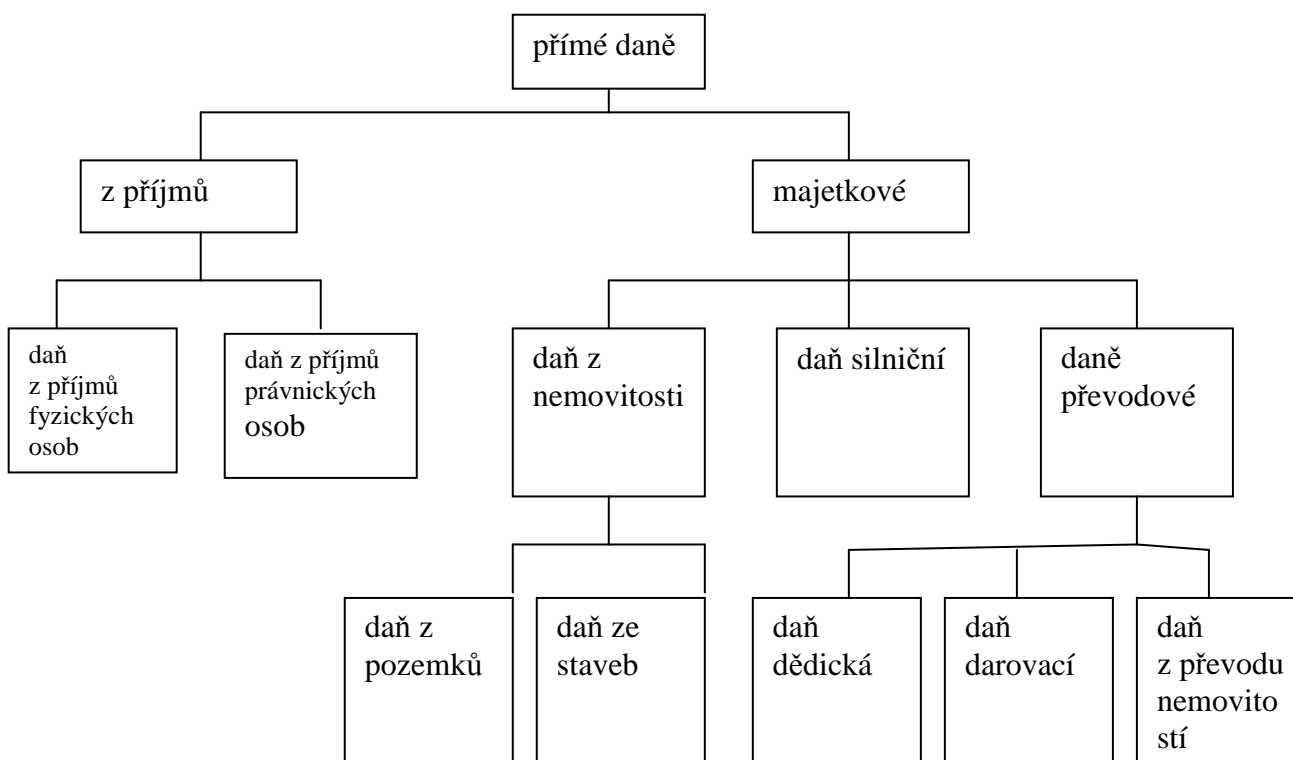 přímé daně
z příjmů
majetkové
daň
z příjmů
fyzických
osob
daň z příjmů
právnických
osob
daň z
nemovitosti
daň silniční
daně
převodové
daň z
pozemků
daň ze
staveb
daň
dědická
daň
darovací
daň
z převodu
nemovito
stí